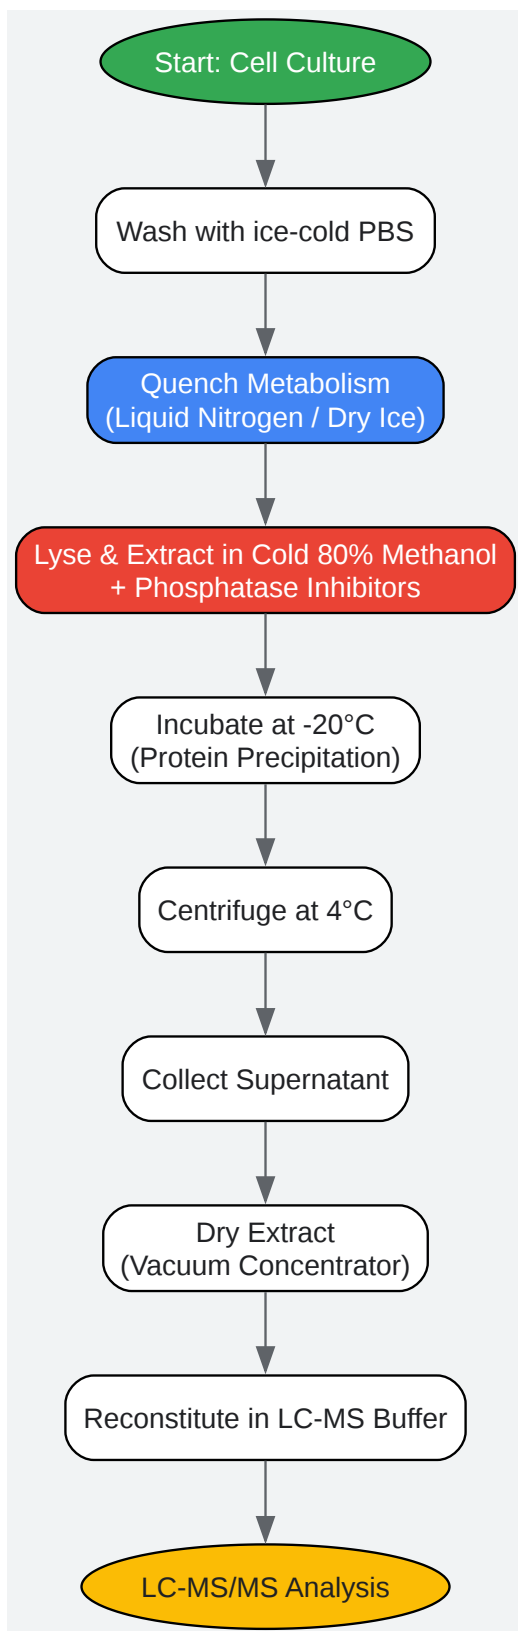 Start: Cell Culture
Wash with ice-cold PBS
Quench Metabolism
(Liquid Nitrogen / Dry Ice)
Lyse & Extract in Cold 80% Methanol
+ Phosphatase Inhibitors
Incubate at -20°C
(Protein Precipitation)
Centrifuge at 4°C
Collect Supernatant
Dry Extract
(Vacuum Concentrator)
Reconstitute in LC-MS Buffer
LC-MS/MS Analysis